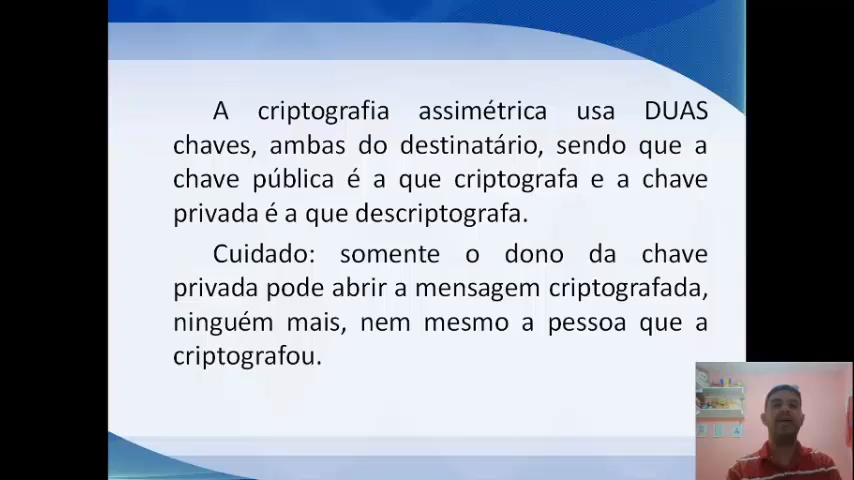 A criptografia assimétrica usa DUAS
chaves, ambas do destinatário, sendo que a
chave pública é a que criptografa e a chave
privada é a que descriptografa.
Cuidado: somente o dono da chave
privada pode abrir a mensagem criptografada,
ninguém mais, nem mesmo a pessoa que a
criptografou.